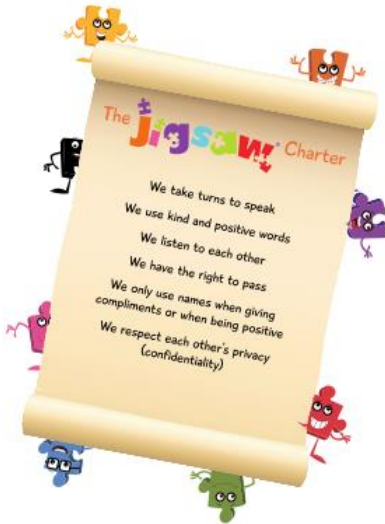 The Jigsaw® Charter
We take turns to speak
We use kind and positive words
We listen to each other
We have the right to pass
We only use names when giving
compliments or when being positive
We respect each other's privacy
(confidentiality)